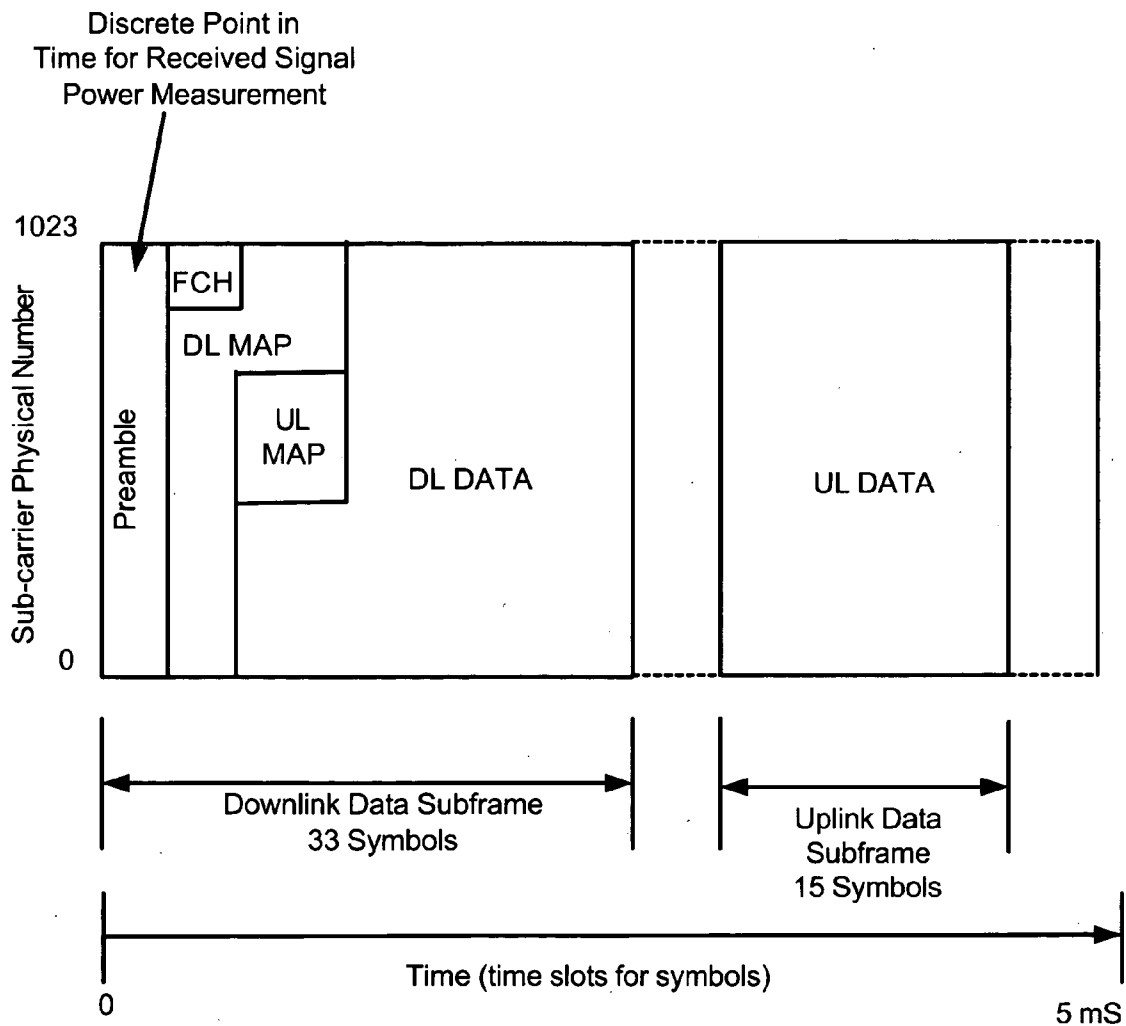 Discrete Point in
Time for Received Signal
Power Measurement
1023
Sub-carrier Physical Number
0
Preamble
FCH
DL MAP
UL
MAP
DL DATA
UL DATA
Downlink Data Subframe
33 Symbols
Uplink Data
Subframe
15 Symbols
Time (time slots for symbols)
0
5 mS